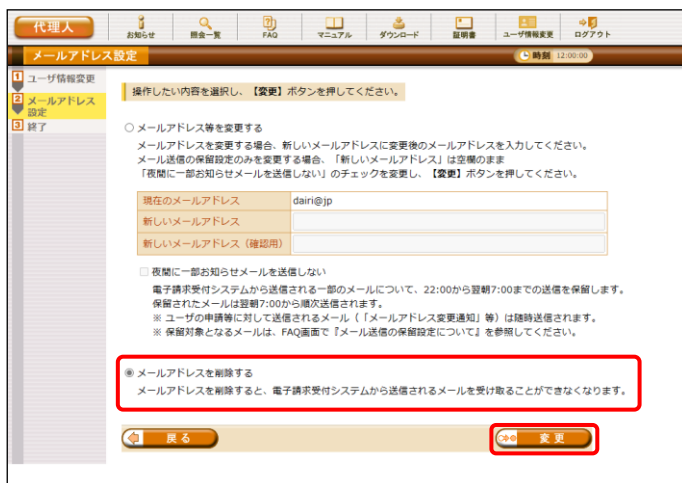 代理人
お知らせ 照会一覧 FAQ マニュアル ダウンロード 証明書 ユーザ情報変更 ログアウト
メールアドレス設定
時刻 12:00:00
1 ユーザ情報変更
2 メールアドレス
設定
3 終了
操作したい内容を選択し、【変更】ボタンを押してください。
メールアドレス等を変更する
メールアドレスを変更する場合、新しいメールアドレスに変更後のメールアドレスを入力してください。
メール送信の保留設定のみを変更する場合、「新しいメールアドレス」は空欄のまま
「夜間に一部お知らせメールを送信しない」のチェックを変更し、【変更】ボタンを押してください。
現在のメールアドレス dairi@jp
新しいメールアドレス
新しいメールアドレス（確認用）
夜間に一部お知らせメールを送信しない
電子請求受付システムから送信される一部のメールについて、22:00から翌朝7:00までの送信を保留します。
保留されたメールは翌朝7:00から順次送信されます。
※ ユーザの申請等に対して送信されるメール（「メールアドレス変更通知」等）は随時送信されます。
※ 保留対象となるメールは、FAQ画面で『メール送信の保留設定について』を参照してください。
メールアドレスを削除する
メールアドレスを削除すると、電子請求受付システムから送信されるメールを受け取ることができなくなります。
戻る
変更